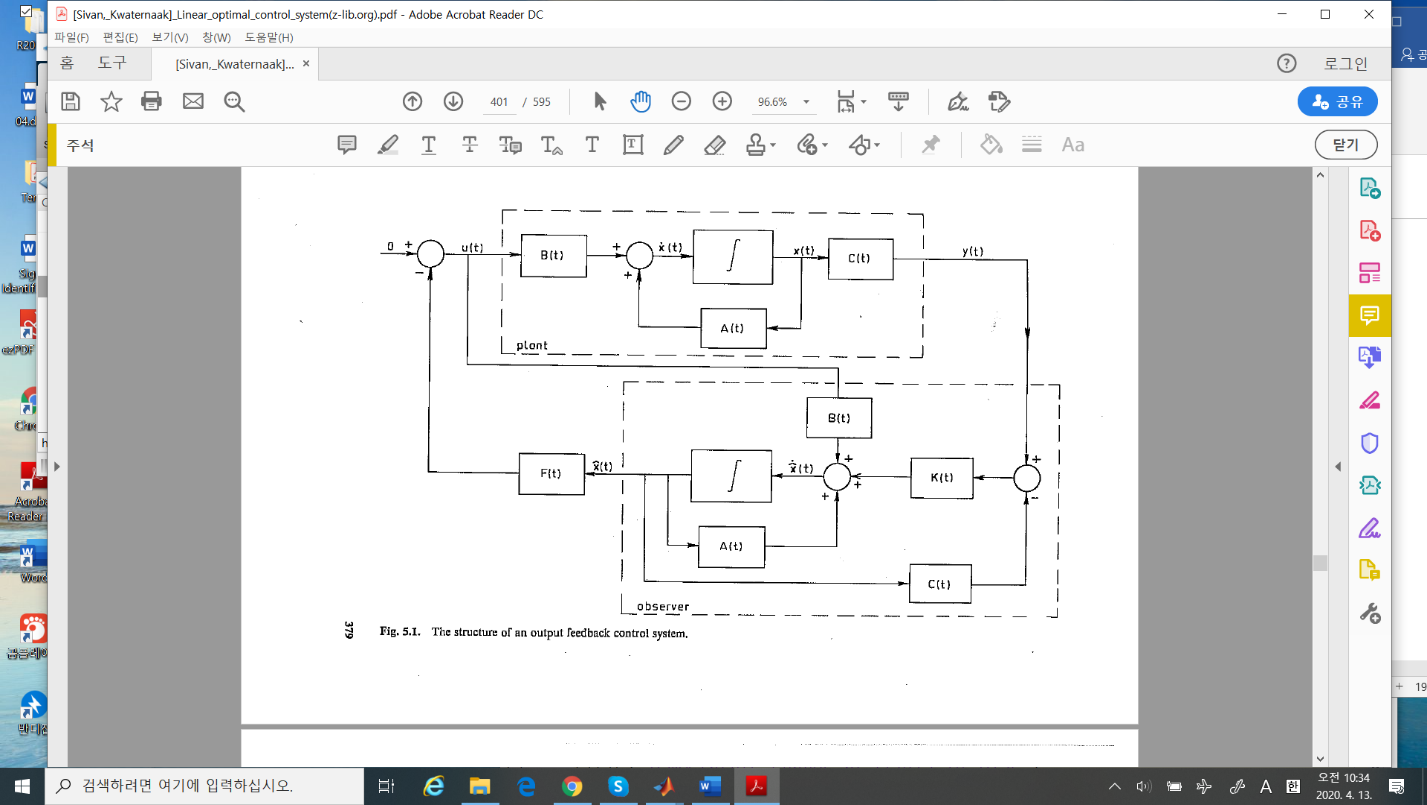 [Sivan,_Kwaternaak]_Linear_optimal_control_system(z-lib.org).pdf - Adobe Acrobat Reader DC
파일(F) 편집(E) 보기(V) 창(W) 도움말(H)
홈 도구 [Sivan,_Kwaternaak]... × 로그인
401 / 595 96.6% 공유
주석 닫기
0 + − u(t) B(t) + + ẋ(t) ∫ x(t) C(t) y(t)
A(t)
plant
B(t)
F(t) x̂(t) ∫ x̂̇(t) + + + K(t) + −
A(t)
C(t)
observer
379
Fig. 5.1. The structure of an output feedback control system.
Word
검색하려면 여기에 입력하십시오.
A 한
오전 10:34
2020. 4. 13.